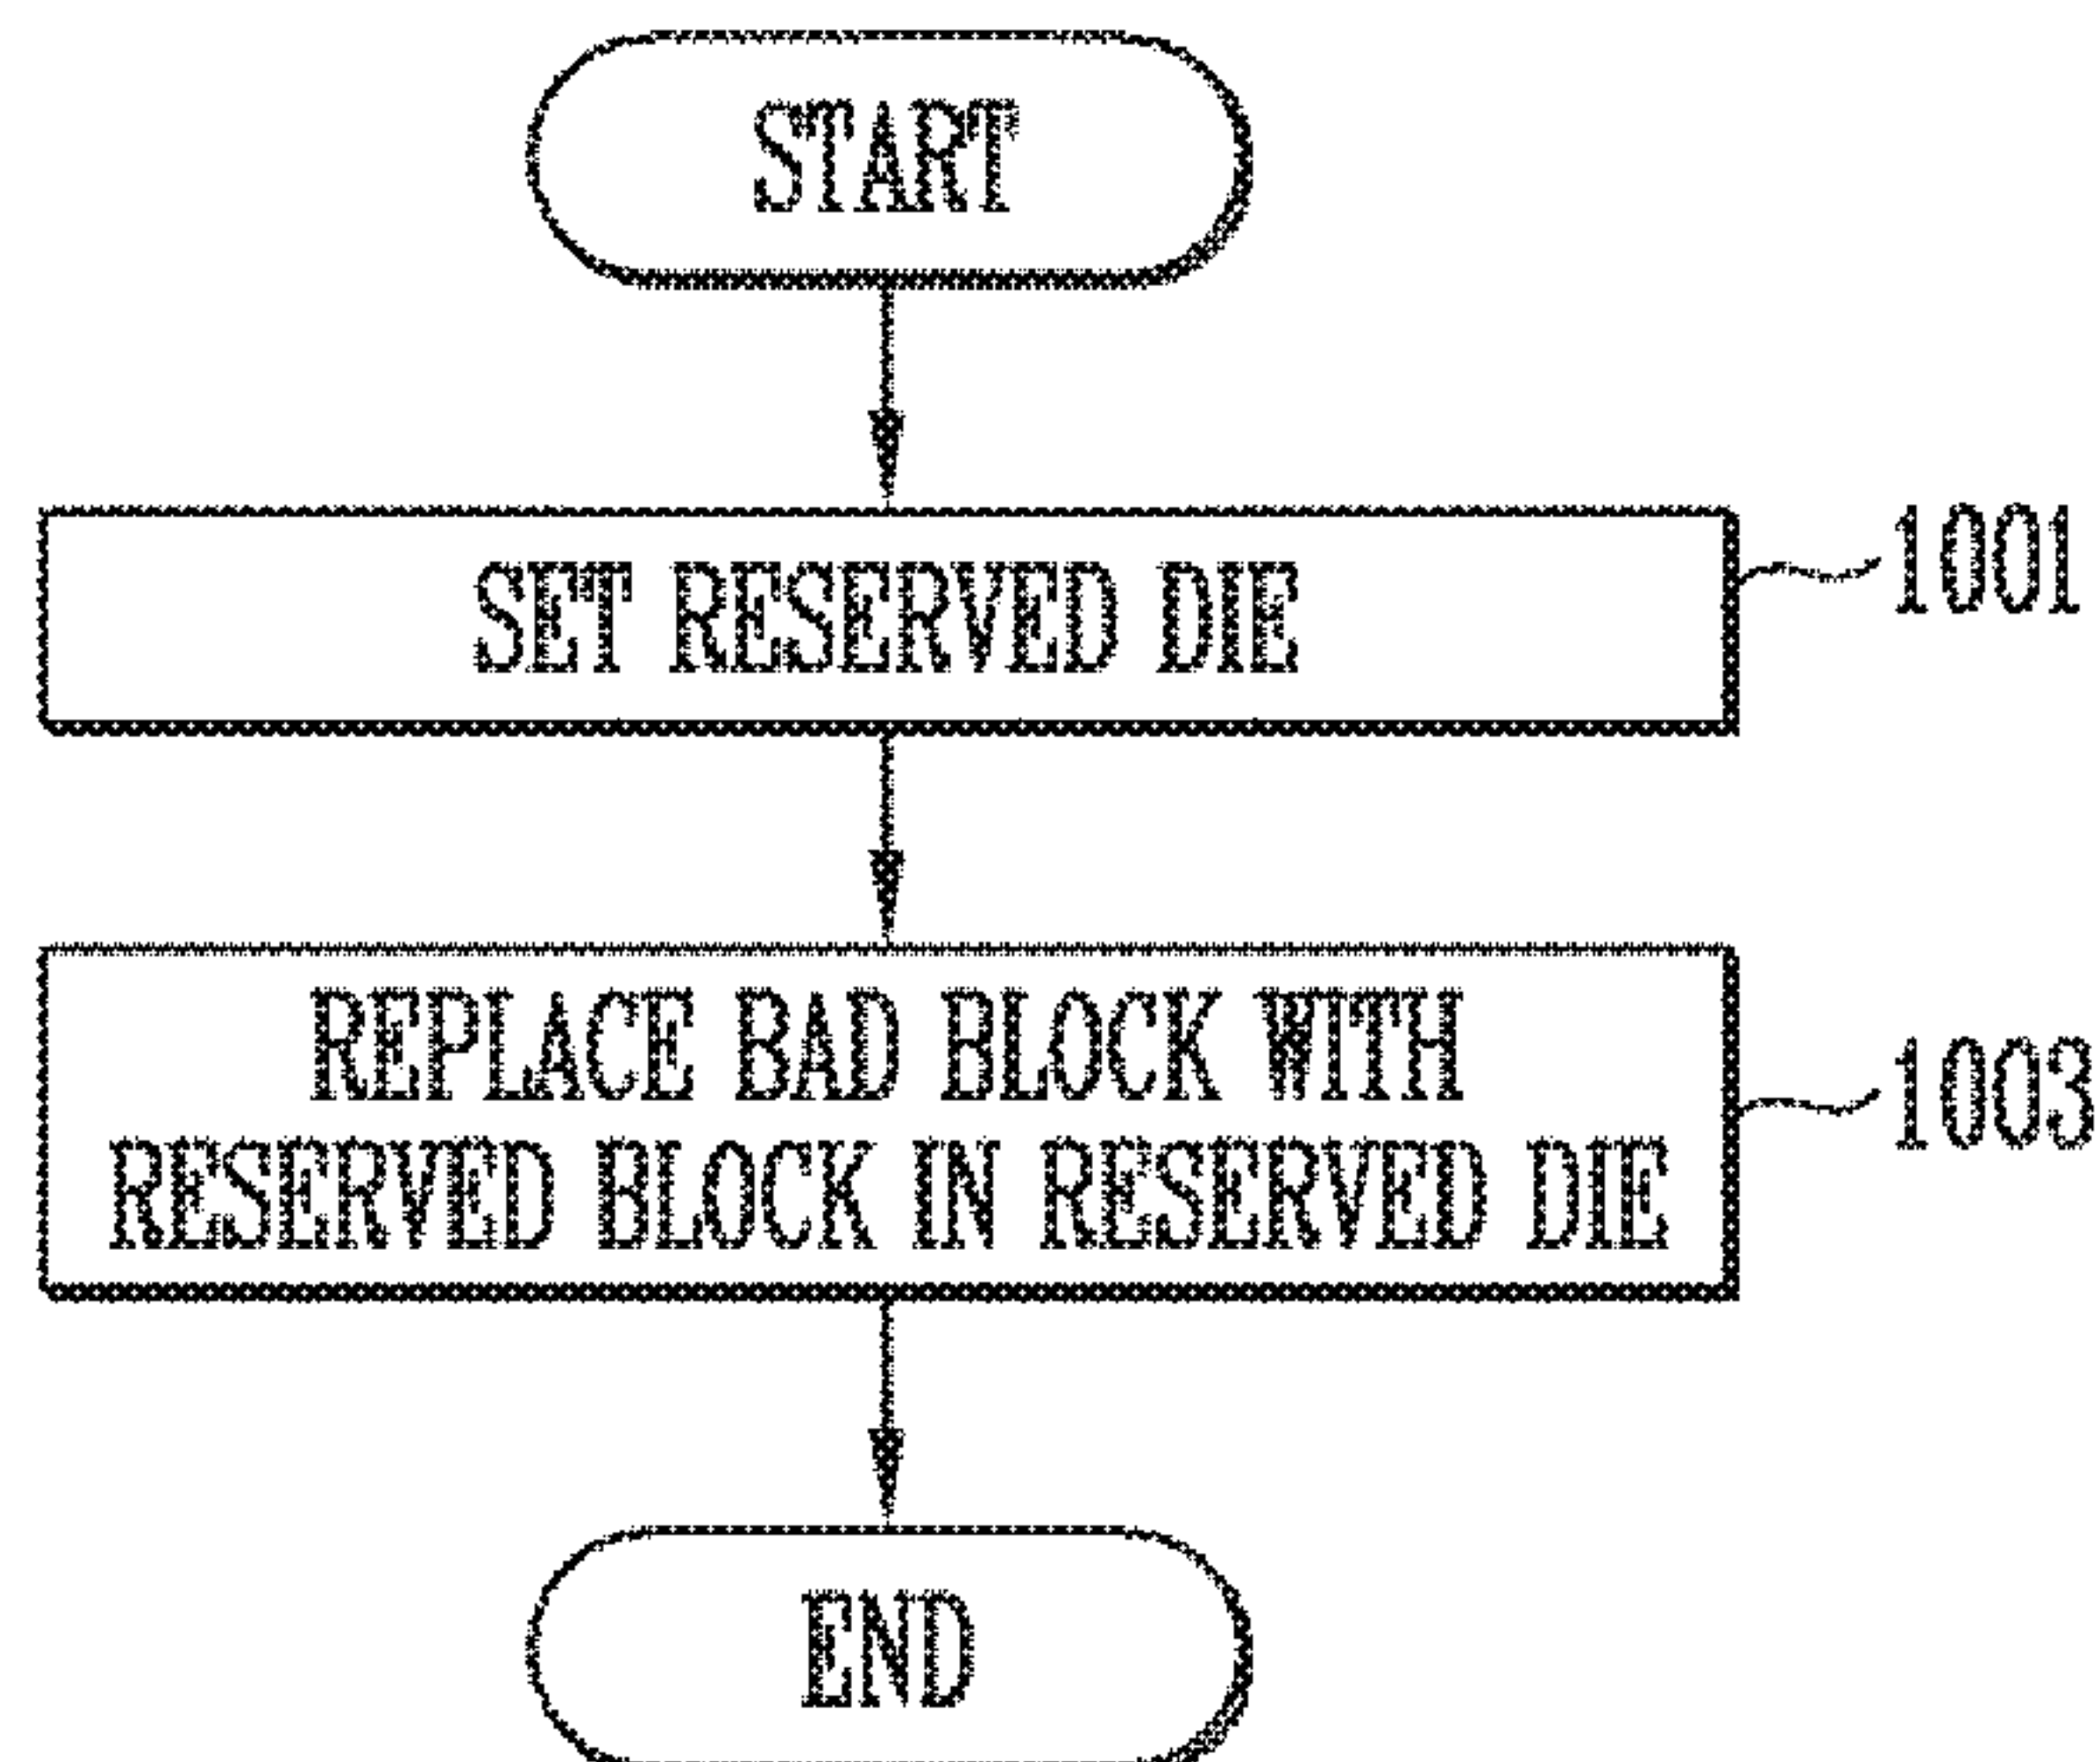 START
SET RESERVED DIE
1001
REPLACE BAD BLOCK WITH
RESERVED BLOCK IN RESERVED DIE
1003
END